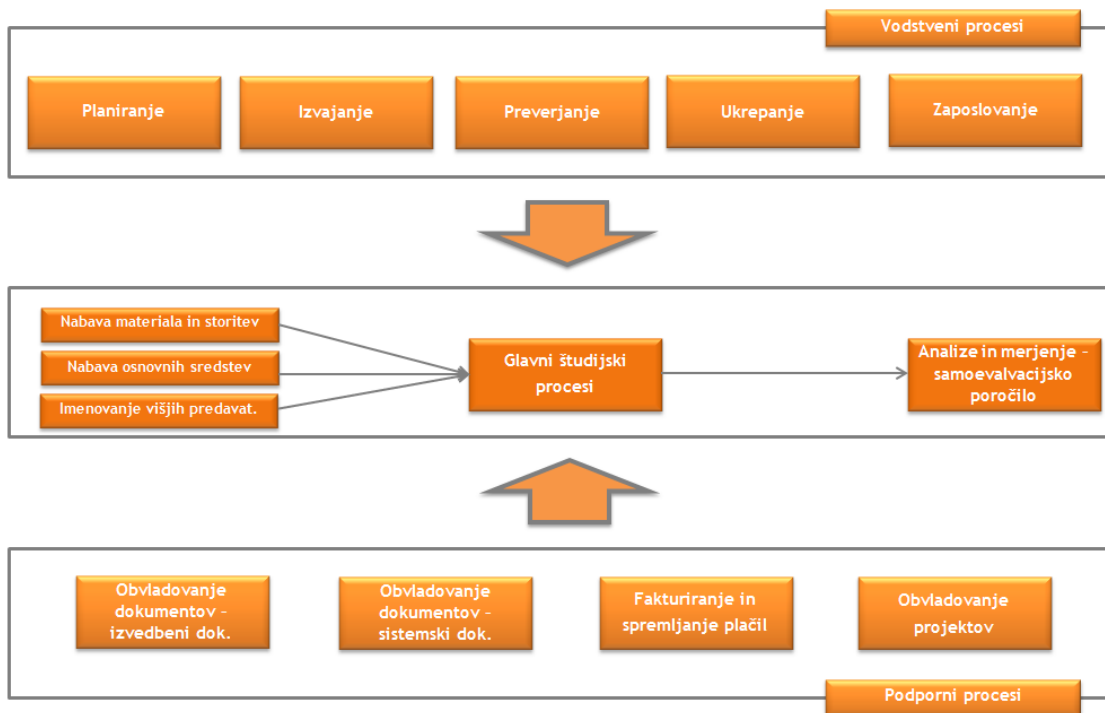 Vodstveni procesi
Planiranje
Izvajanje
Preverjanje
Ukrepanje
Zaposlovanje
Nabava materiala in storitev
Nabava osnovnih sredstev
Imenovanje višjih predavat.
Glavni študijski
procesi
Analize in merjenje –
samoevalvacijsko
poročilo
Obvladovanje
dokumentov –
izvedbeni dok.
Obvladovanje
dokumentov –
sistemski dok.
Fakturiranje in
spremljanje plačil
Obvladovanje
projektov
Podporni procesi